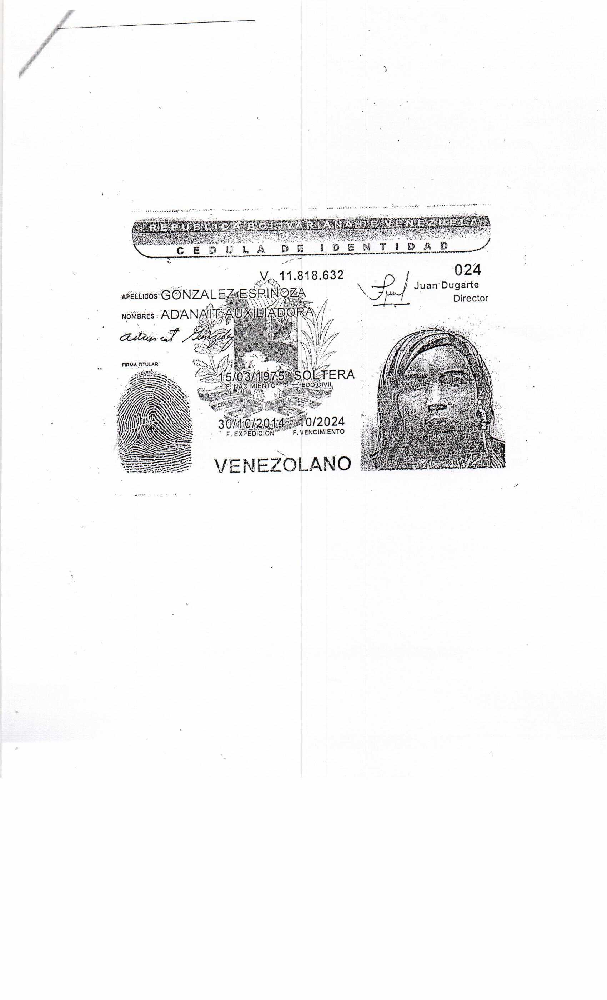 REPUBLICA BOLIVARIANA DE VENEZUELA
CEDULA DE IDENTIDAD
V 11.818.632
024
Juan Dugarte
Director
APELLIDOS GONZALEZ ESPINOZA
NOMBRES ADANAIT AUXILIADORA
Adanait Gonzalez
FIRMA TITULAR
15/03/1975 SOLTERA
F. NACIMIENTO EDO CIVIL
30/10/2014 10/2024
F. EXPEDICION F. VENCIMIENTO
VENEZOLANO